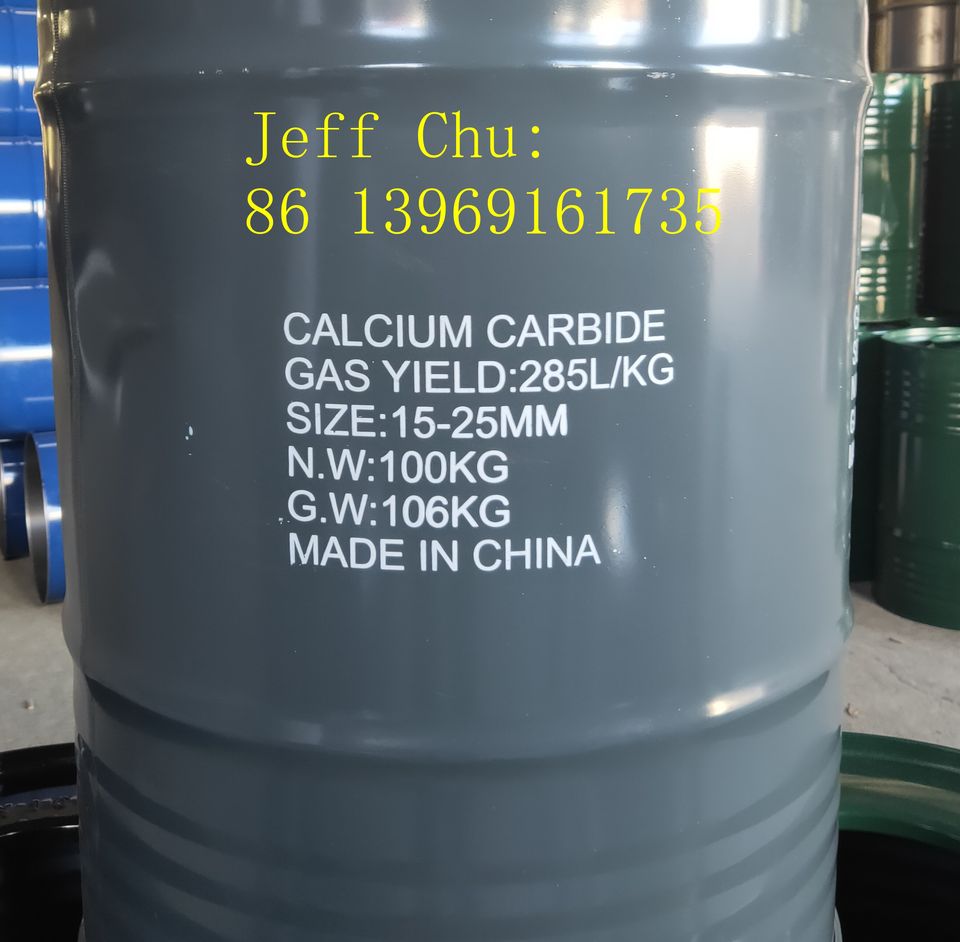 Jeff Chu:
86 13969161735
CALCIUM CARBIDE
GAS YIELD:285L/KG
SIZE:15-25MM
N.W:100KG
G.W:106KG
MADE IN CHINA